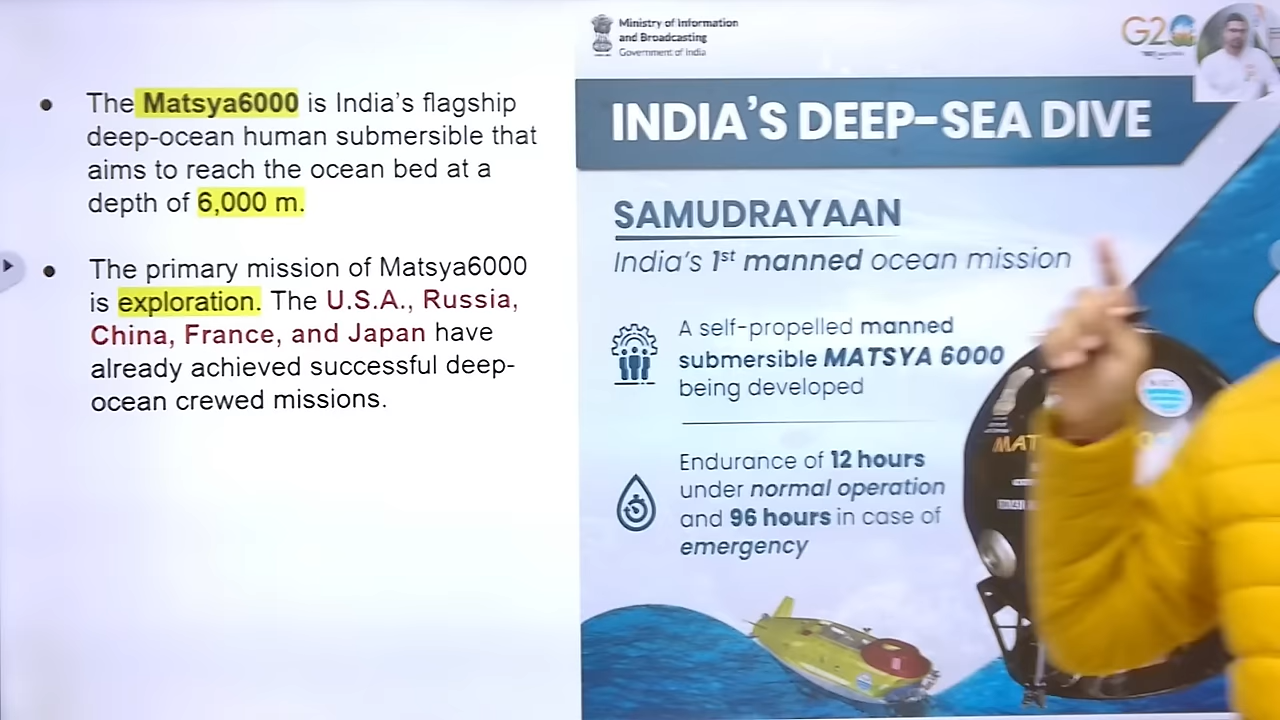 The Matsya6000 is India's flagship
deep-ocean human submersible that
aims to reach the ocean bed at a
depth of 6,000 m.
The primary mission of Matsya6000
is exploration. The U.S.A., Russia,
China, France, and Japan have
already achieved successful deep-
ocean crewed missions.
Ministry of Information
and Broadcasting
Government of India
G20
INDIA'S DEEP-SEA DIVE
SAMUDRAYAAN
India's 1st manned ocean mission
A self-propelled manned
submersible MATSYA 6000
being developed
Endurance of 12 hours
under normal operation
and 96 hours in case of
emergency
MAT